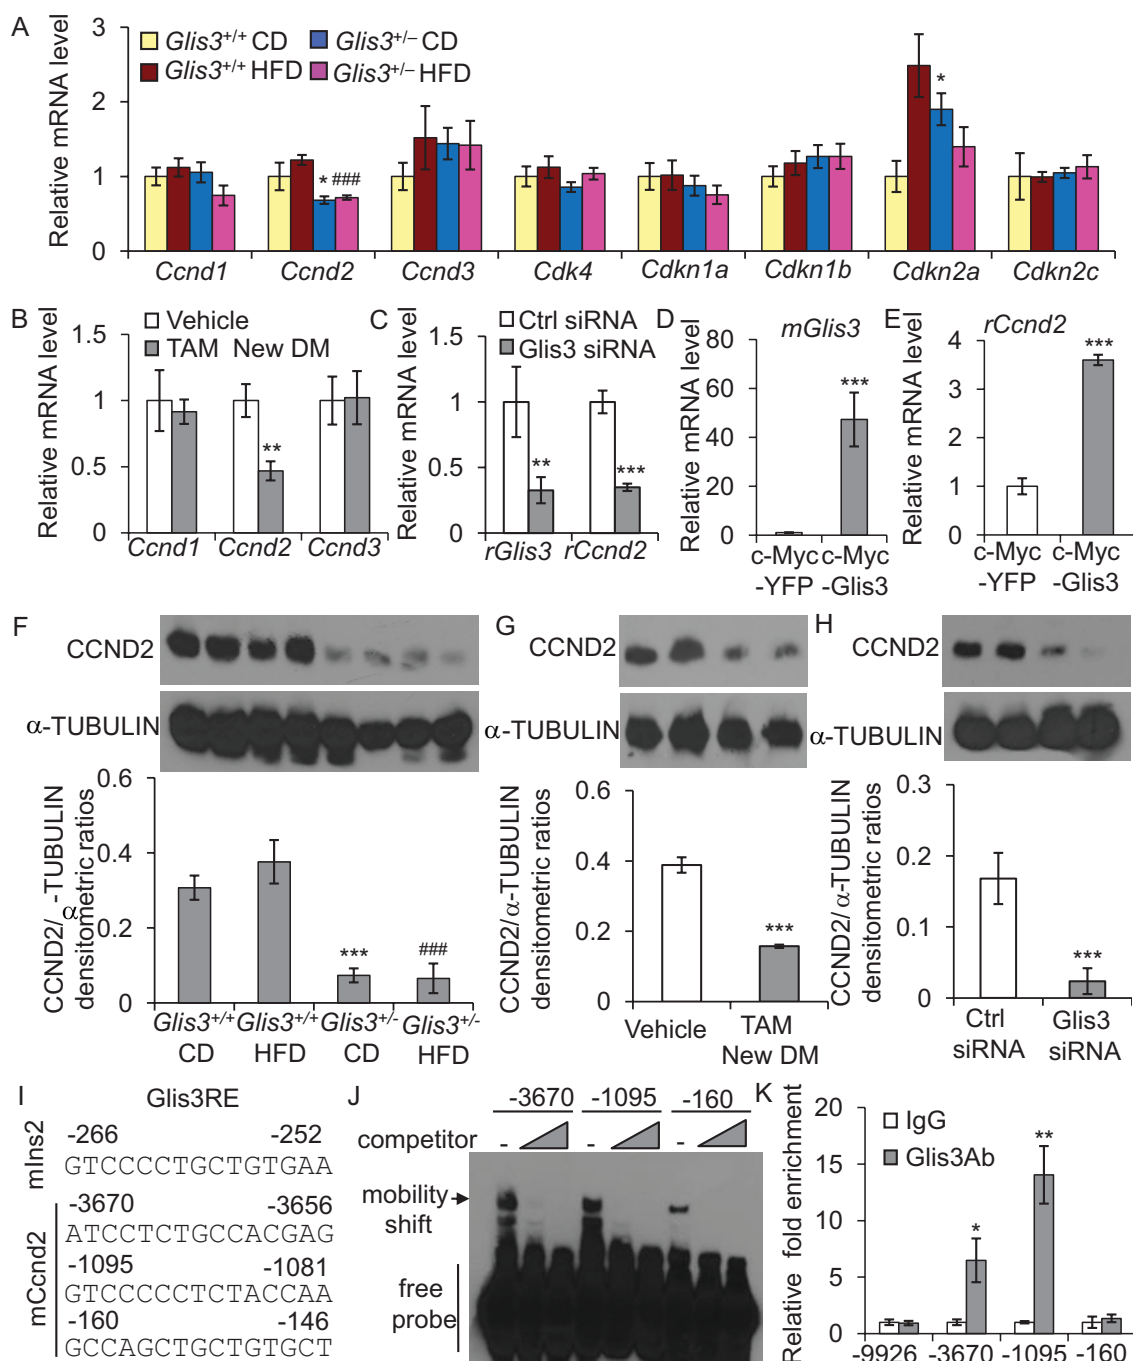 A
Relative mRNA level
3
2
1
0
Glis3+/+ CD
Glis3+/– CD
Glis3+/+ HFD
Glis3+/– HFD
* ###
*
Ccnd1 Ccnd2 Ccnd3 Cdk4 Cdkn1a Cdkn1b Cdkn2a Cdkn2c
B
Relative mRNA level
1.5
1
0.5
0
Vehicle
TAM New DM
**
Ccnd1 Ccnd2 Ccnd3
C
Relative mRNA level
1.5
1
0.5
0
Ctrl siRNA
Glis3 siRNA
** ***
rGlis3 rCcnd2
D
Relative mRNA level
mGlis3
80
60
40
20
0
***
c-Myc c-Myc
-YFP -Glis3
E
Relative mRNA level
rCcnd2
4
2
0
***
c-Myc c-Myc
-YFP -Glis3
F
CCND2
α-TUBULIN
CCND2/α-TUBULIN
densitometric ratios
0.6
0.4
0.2
0
*** ###
Glis3+/+ Glis3+/+ Glis3+/- Glis3+/-
CD HFD CD HFD
G
CCND2
α-TUBULIN
CCND2/α-TUBULIN
densitometric ratios
0.6
0.4
0.2
0
***
Vehicle TAM
New DM
H
CCND2
α-TUBULIN
CCND2/α-TUBULIN
densitometric ratios
0.3
0.2
0.1
0
***
Ctrl Glis3
siRNA siRNA
I
Glis3RE
mIns2
-266 -252
GTCCCCTGCTGTGAA
mCcnd2
-3670 -3656
ATCCTCTGCCACGAG
-1095 -1081
GTCCCCCTCTACCAA
-160 -146
GCCAGCTGCTGTGCT
J
-3670 -1095 -160
competitor - - -
mobility
shift
free
probe
K
Relative fold enrichment
20
15
10
5
0
IgG
Glis3Ab
* **
-9926 -3670 -1095 -160